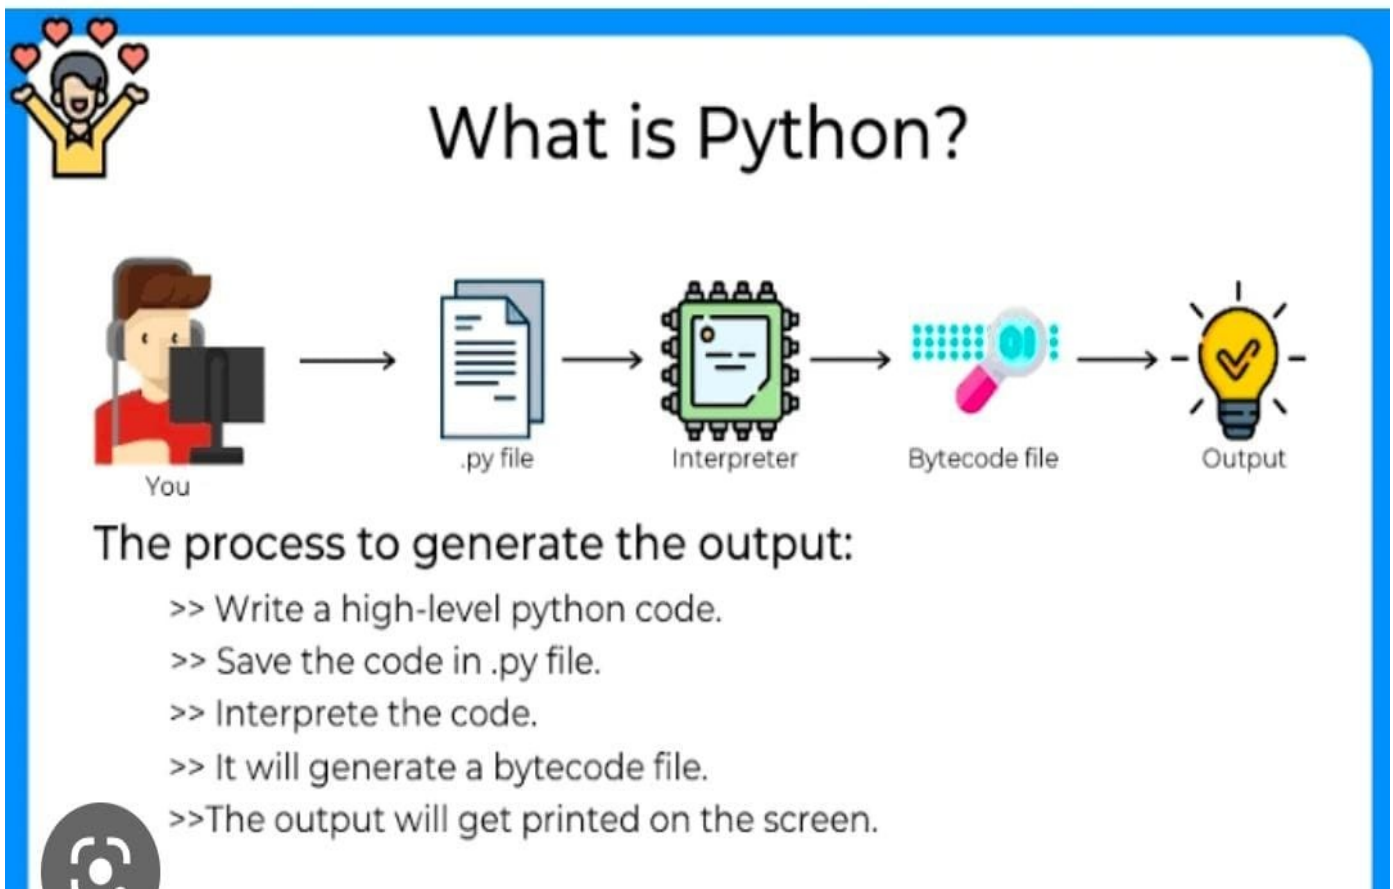 What is Python?
You
.py file
Interpreter
Bytecode file
Output
The process to generate the output:
>> Write a high-level python code.
>> Save the code in .py file.
>> Interprete the code.
>> It will generate a bytecode file.
>>The output will get printed on the screen.